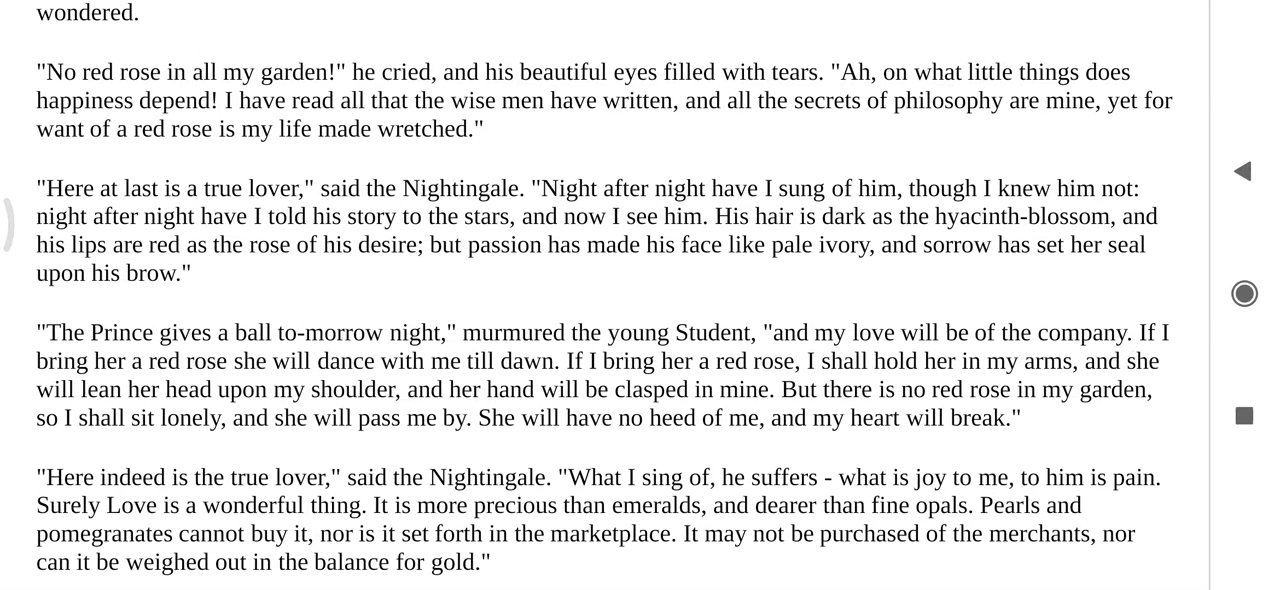 wondered.
"No red rose in all my garden!" he cried, and his beautiful eyes filled with tears. "Ah, on what little things does
happiness depend! I have read all that the wise men have written, and all the secrets of philosophy are mine, yet for
want of a red rose is my life made wretched."
"Here at last is a true lover," said the Nightingale. "Night after night have I sung of him, though I knew him not:
night after night have I told his story to the stars, and now I see him. His hair is dark as the hyacinth-blossom, and
his lips are red as the rose of his desire; but passion has made his face like pale ivory, and sorrow has set her seal
upon his brow."
"The Prince gives a ball to-morrow night," murmured the young Student, "and my love will be of the company. If I
bring her a red rose she will dance with me till dawn. If I bring her a red rose, I shall hold her in my arms, and she
will lean her head upon my shoulder, and her hand will be clasped in mine. But there is no red rose in my garden,
so I shall sit lonely, and she will pass me by. She will have no heed of me, and my heart will break."
"Here indeed is the true lover," said the Nightingale. "What I sing of, he suffers - what is joy to me, to him is pain.
Surely Love is a wonderful thing. It is more precious than emeralds, and dearer than fine opals. Pearls and
pomegranates cannot buy it, nor is it set forth in the marketplace. It may not be purchased of the merchants, nor
can it be weighed out in the balance for gold."